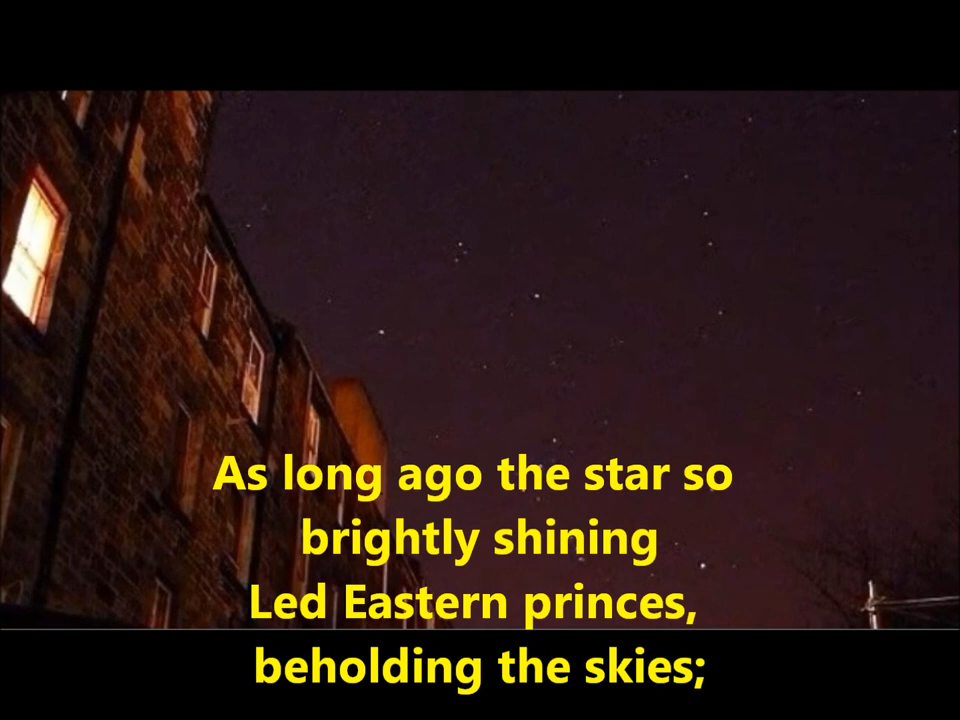 As long ago the star so
brightly shining
Led Eastern princes,
beholding the skies;